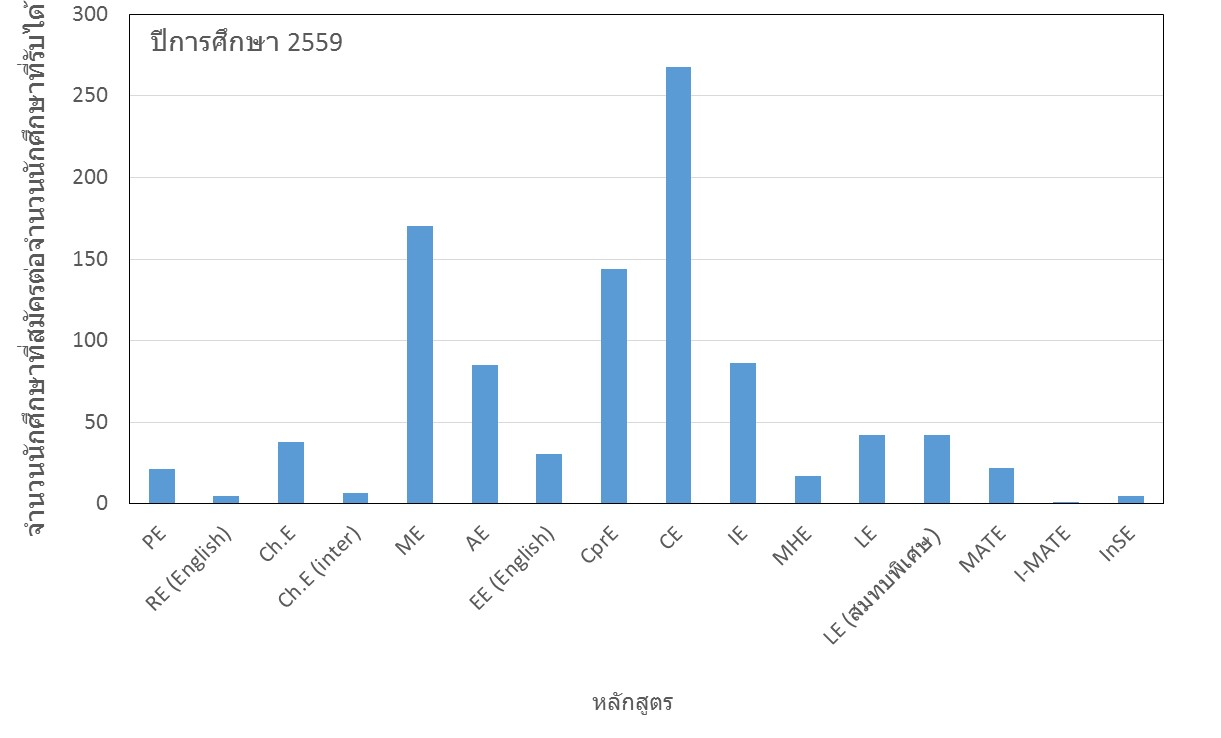 ปีการศึกษา 2559
จำนวนนักศึกษาที่สมัครต่อจำนวนนักศึกษาที่รับได้
300
250
200
150
100
50
0
PE
RE (English)
Ch.E
Ch.E (inter)
ME
AE
EE (English)
CprE
CE
IE
MHE
LE
LE (สมทบพิเศษ)
MATE
I-MATE
InSE
หลักสูตร